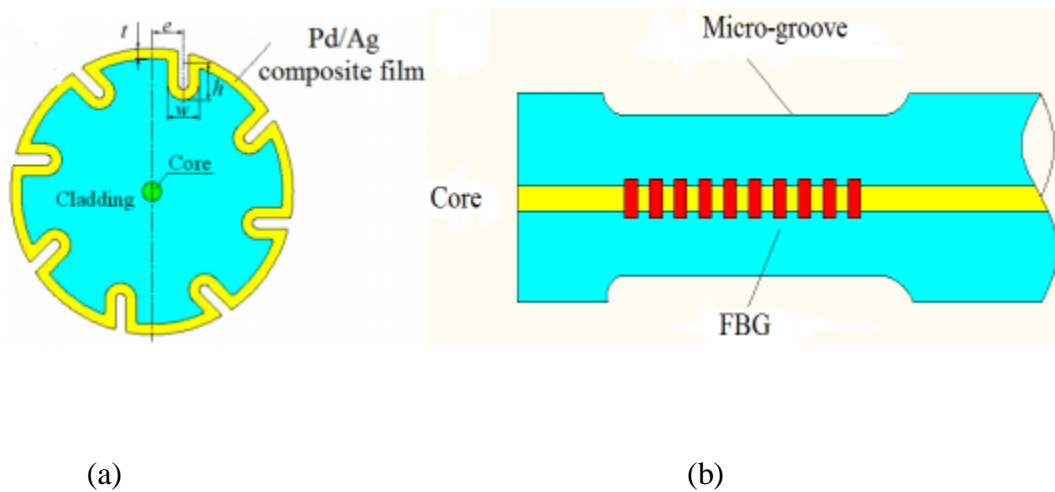 t
e
Pd/Ag
composite film
h
w
Core
Cladding
(a)
Micro-groove
Core
FBG
(b)